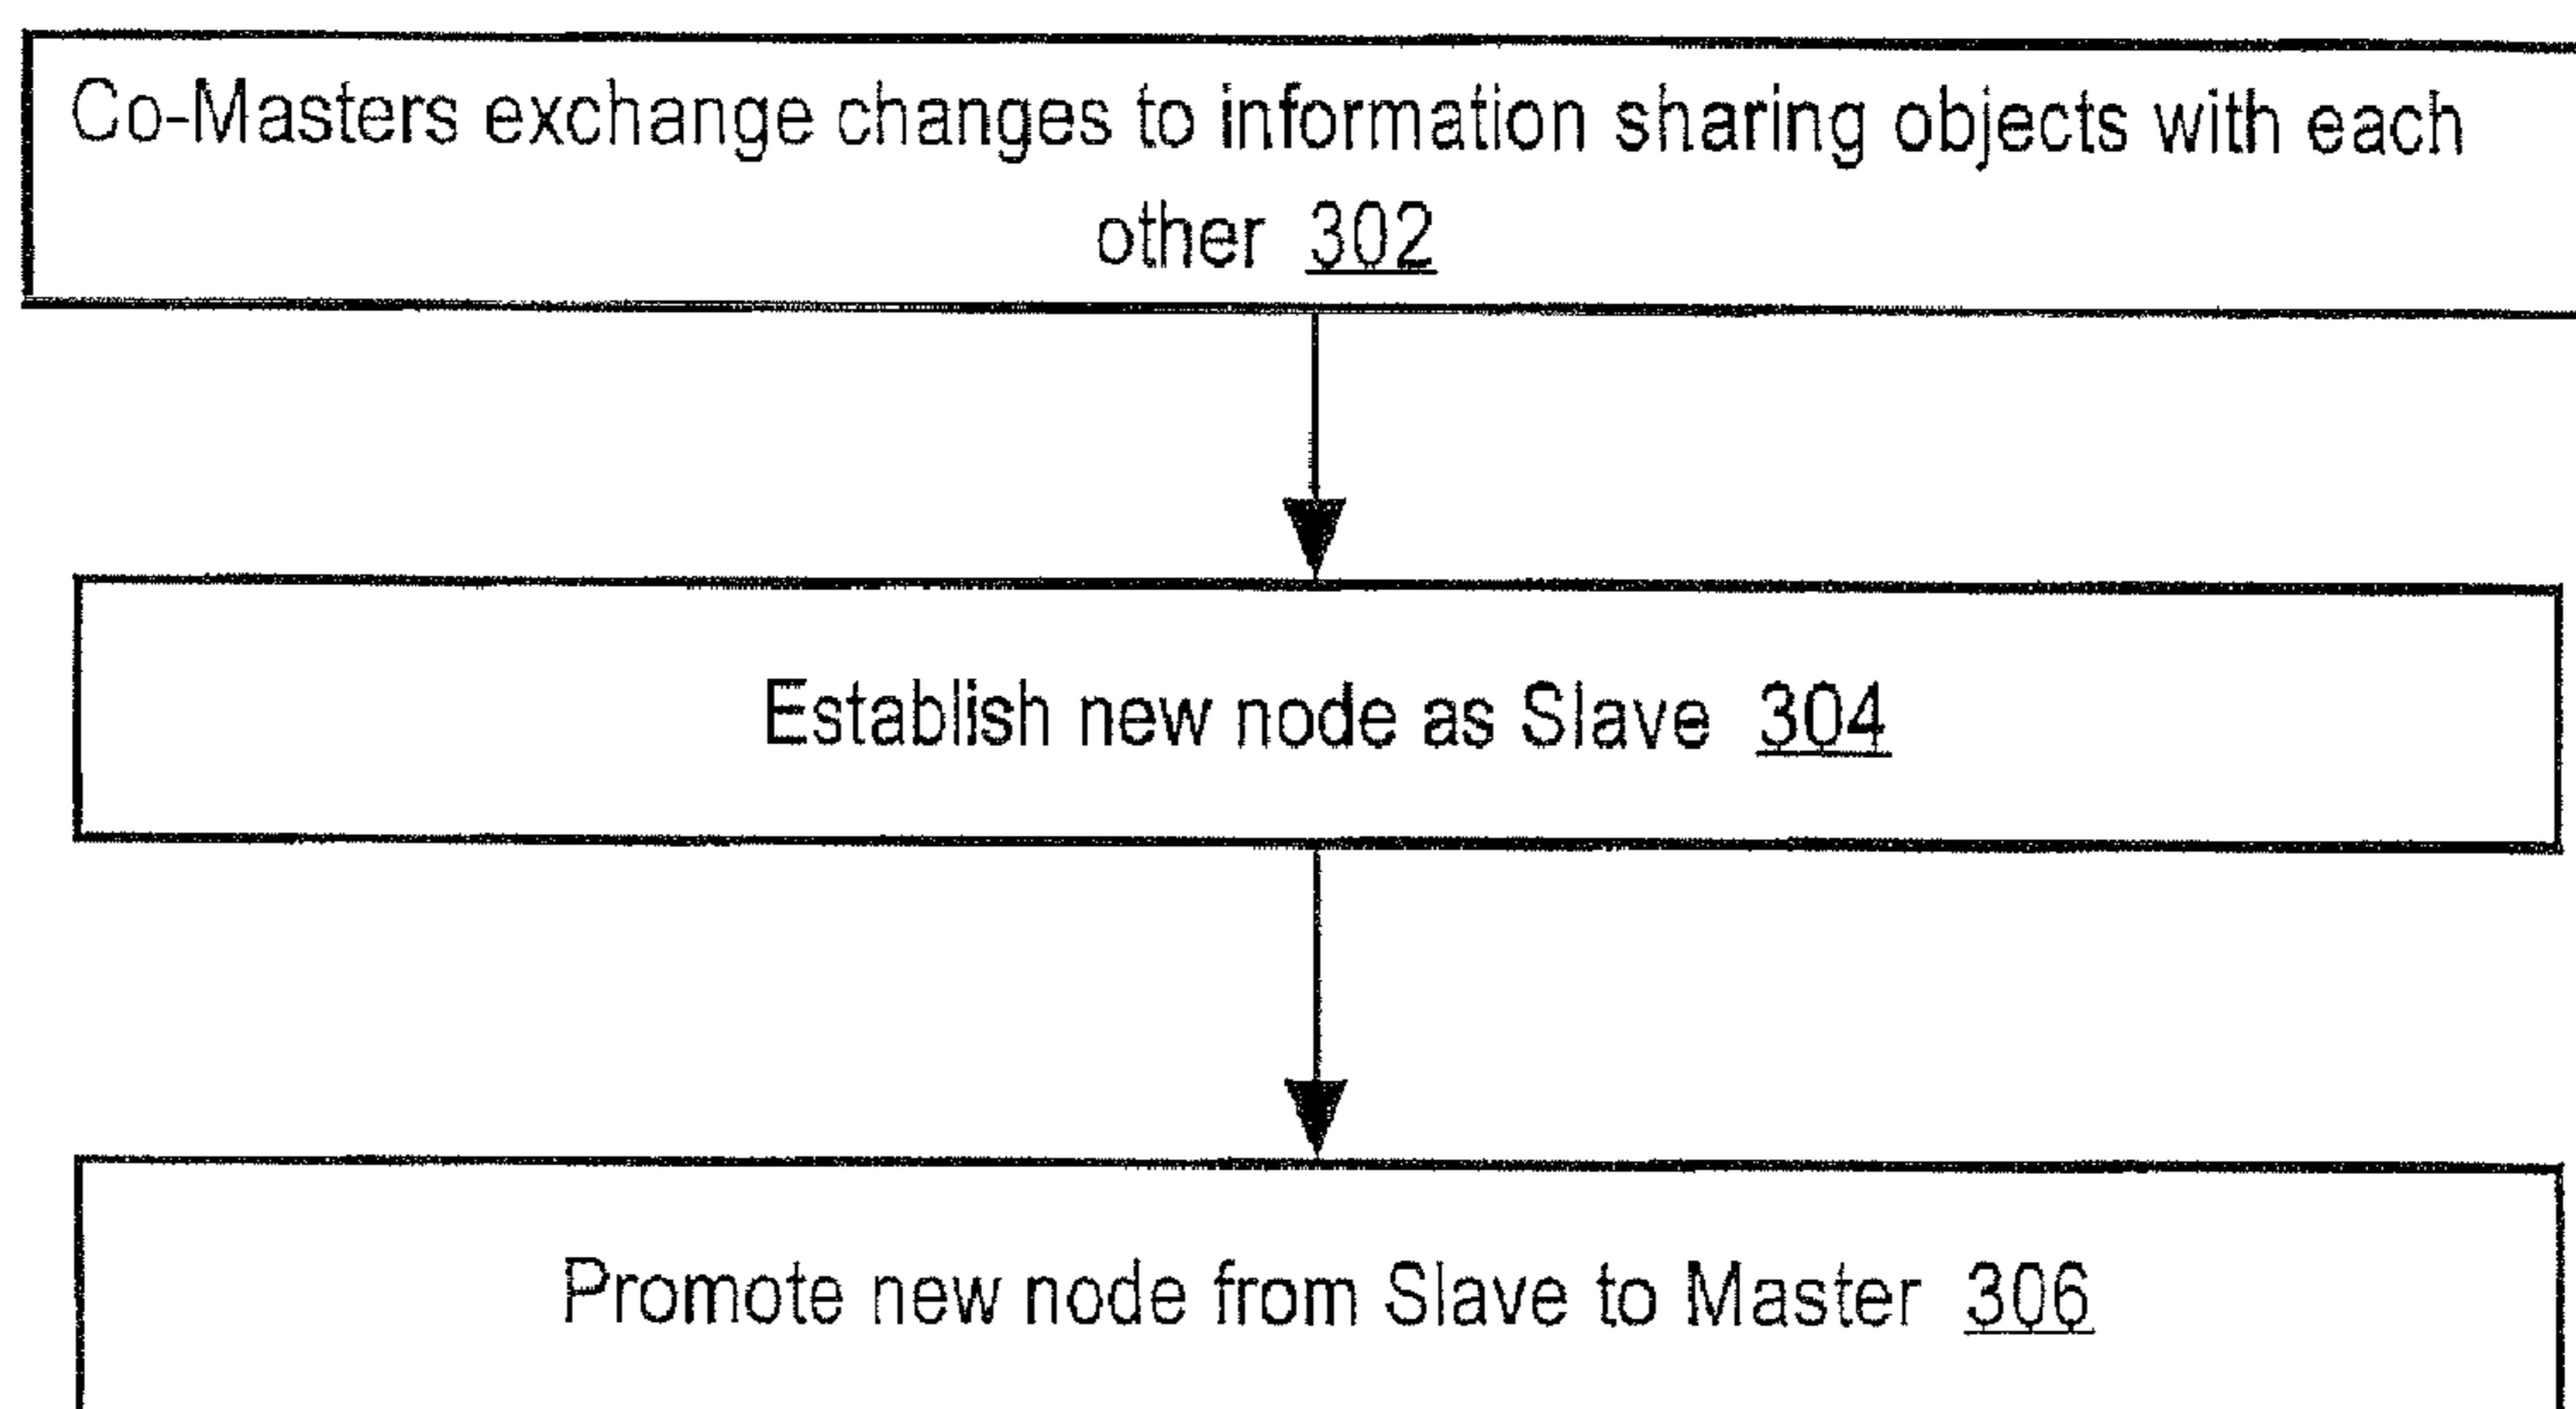 Co-Masters exchange changes to information sharing objects with each
other 302
Establish new node as Slave 304
Promote new node from Slave to Master 306